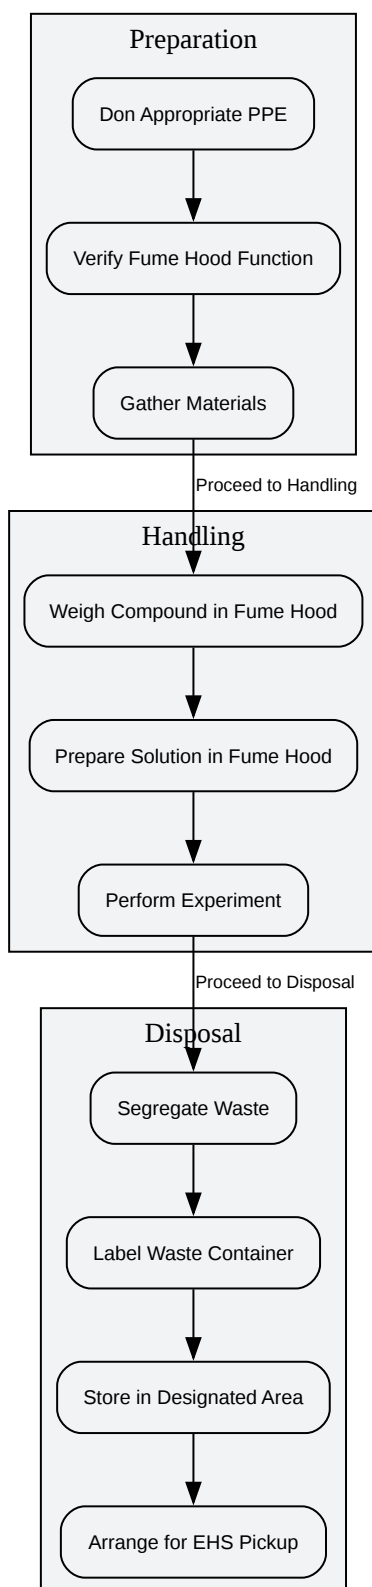 Preparation
Don Appropriate PPE
Verify Fume Hood Function
Gather Materials
Proceed to Handling
Handling
Weigh Compound in Fume Hood
Prepare Solution in Fume Hood
Perform Experiment
Proceed to Disposal
Disposal
Segregate Waste
Label Waste Container
Store in Designated Area
Arrange for EHS Pickup